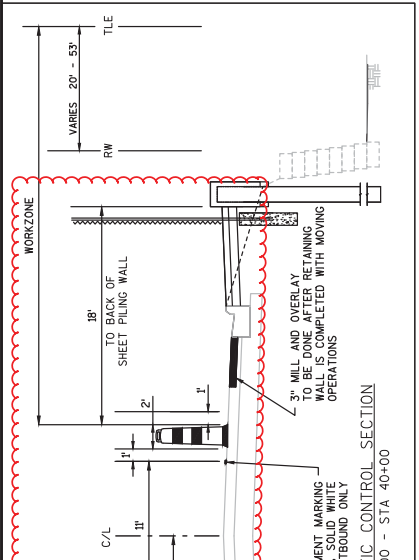 TLE
VARIES 20' - 53'
RW
WORKZONE
18'
TO BACK OF
SHEET PILING WALL
1'
2'
1'
11'
C/L
3" MILL AND OVERLAY
TO BE DONE AFTER RETAINING
WALL IS COMPLETED WITH MOVING
OPERATIONS
MENT MARKING
SOLID WHITE
TBOUND ONLY
IC CONTROL SECTION
00 - STA 40+00